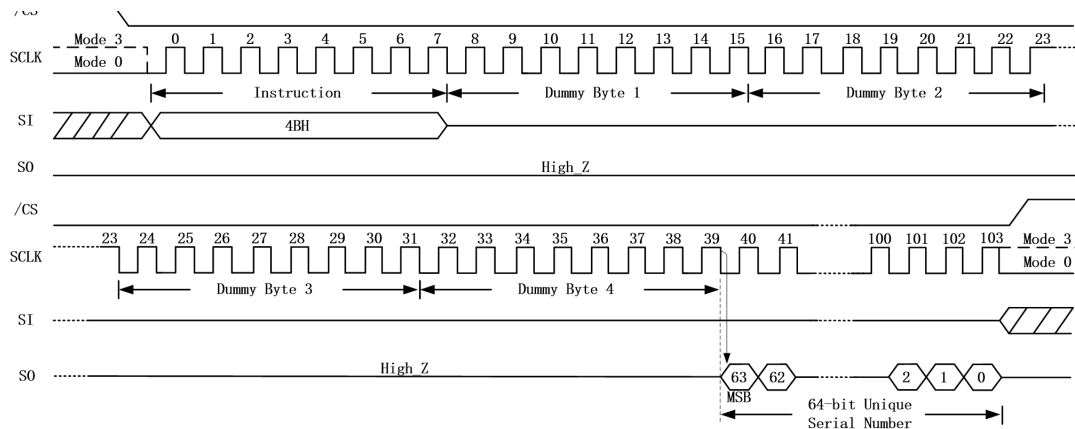 /CS
Mode 3 0 1 2 3 4 5 6 7 8 9 10 11 12 13 14 15 16 17 18 19 20 21 22 23
SCLK
Mode 0
Instruction Dummy Byte 1 Dummy Byte 2
SI
4BH
SO
High_Z
/CS
23 24 25 26 27 28 29 30 31 32 33 34 35 36 37 38 39 40 41 100 101 102 103 Mode 3
SCLK
Mode 0
Dummy Byte 3 Dummy Byte 4
SI
High_Z
SO
63 62 2 1 0
MSB
64-bit Unique
Serial Number